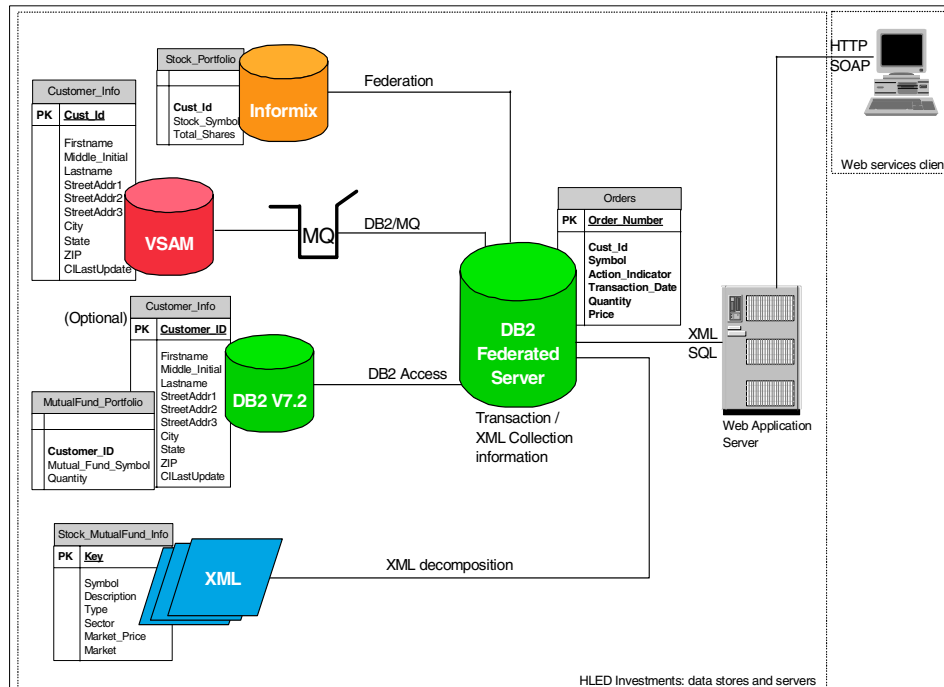 Stock_Portfolio
Cust_Id
Stock_Symbol
Total_Shares
Informix
Federation
HTTP
SOAP
Web services client
Customer_Info
PK Cust_Id
Firstname
Middle_Initial
Lastname
StreetAddr1
StreetAddr2
StreetAddr3
City
State
ZIP
CILastUpdate
VSAM
MQ
DB2/MQ
Orders
PK Order_Number
Cust_Id
Symbol
Action_Indicator
Transaction_Date
Quantity
Price
DB2
Federated
Server
Transaction /
XML Collection
information
XML
SQL
Web Application
Server
(Optional)
Customer_Info
PK Customer_ID
Firstname
Middle_Initial
Lastname
StreetAddr1
StreetAddr2
StreetAddr3
City
State
ZIP
CILastUpdate
DB2 V7.2
DB2 Access
MutualFund_Portfolio
Customer_ID
Mutual_Fund_Symbol
Quantity
Stock_MutualFund_Info
PK Key
Symbol
Description
Type
Sector
Market_Price
Market
XML
XML decomposition
HLED Investments: data stores and servers